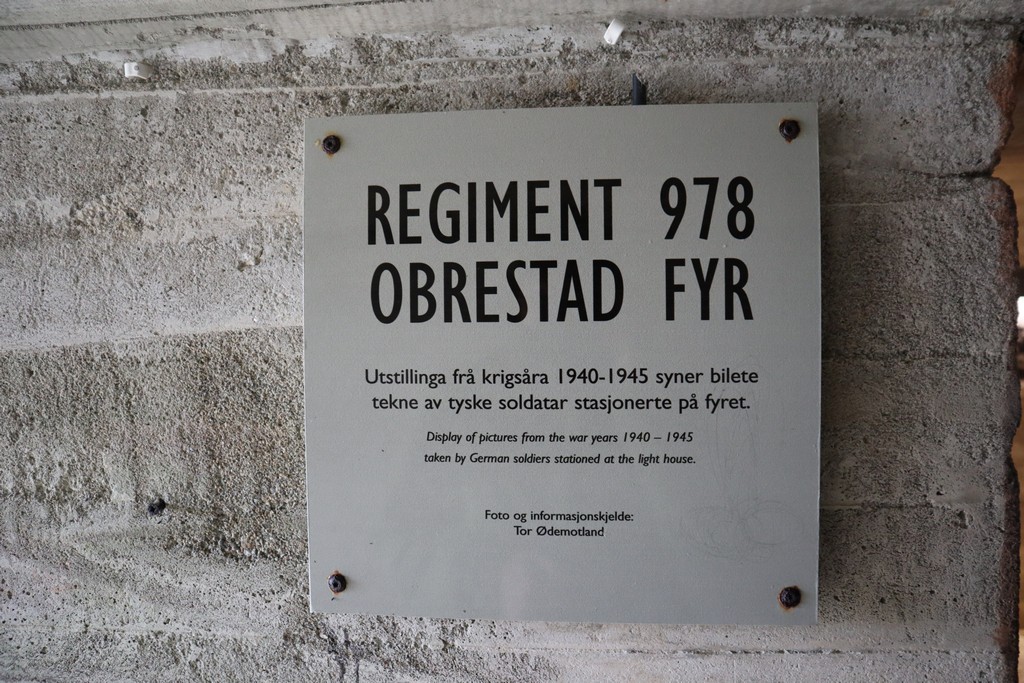 REGIMENT 978
OBRESTAD FYR
Utstillinga frå krigsåra 1940-1945 syner bilete
tekne av tyske soldatar stasjonerte på fyret.
Display of pictures from the war years 1940 – 1945
taken by German soldiers stationed at the light house.
Foto og informasjonskjelde:
Tor Ødemotland